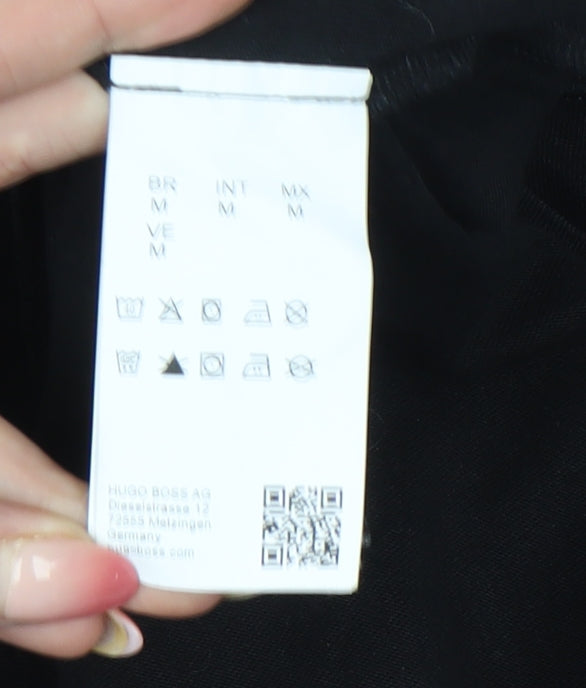 BR INT MX
M M M
VE
M
HUGO BOSS AG
Dieselstrasse 12
72555 Metzingen
Germany
hugoboss.com